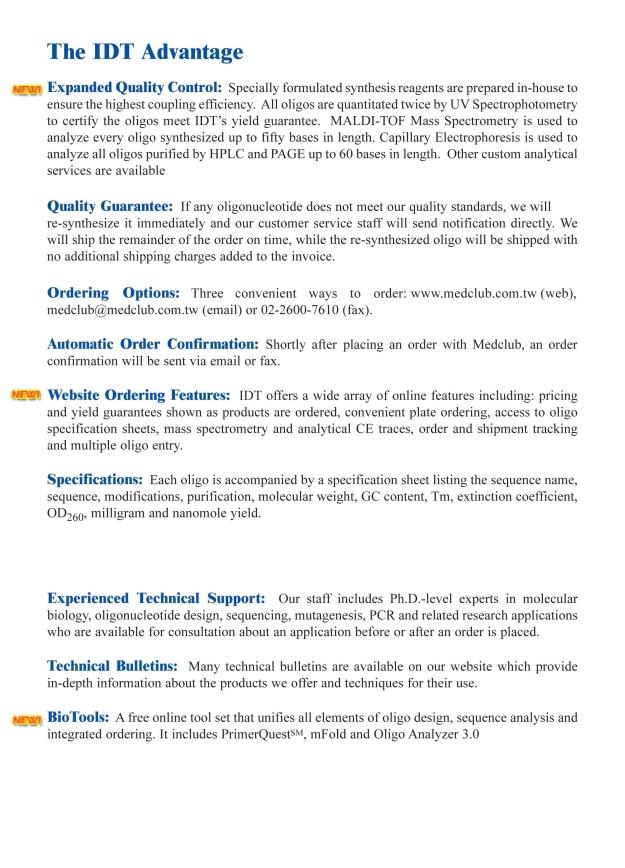 The IDT Advantage
NEW! Expanded Quality Control: Specially formulated synthesis reagents are prepared in-house to
ensure the highest coupling efficiency. All oligos are quantitated twice by UV Spectrophotometry
to certify the oligos meet IDT’s yield guarantee. MALDI-TOF Mass Spectrometry is used to
analyze every oligo synthesized up to fifty bases in length. Capillary Electrophoresis is used to
analyze all oligos purified by HPLC and PAGE up to 60 bases in length. Other custom analytical
services are available
Quality Guarantee: If any oligonucleotide does not meet our quality standards, we will
re-synthesize it immediately and our customer service staff will send notification directly. We
will ship the remainder of the order on time, while the re-synthesized oligo will be shipped with
no additional shipping charges added to the invoice.
Ordering Options: Three convenient ways to order: www.medclub.com.tw (web),
medclub@medclub.com.tw (email) or 02-2600-7610 (fax).
Automatic Order Confirmation: Shortly after placing an order with Medclub, an order
confirmation will be sent via email or fax.
NEW! Website Ordering Features: IDT offers a wide array of online features including: pricing
and yield guarantees shown as products are ordered, convenient plate ordering, access to oligo
specification sheets, mass spectrometry and analytical CE traces, order and shipment tracking
and multiple oligo entry.
Specifications: Each oligo is accompanied by a specification sheet listing the sequence name,
sequence, modifications, purification, molecular weight, GC content, Tm, extinction coefficient,
OD260, milligram and nanomole yield.
Experienced Technical Support: Our staff includes Ph.D.-level experts in molecular
biology, oligonucleotide design, sequencing, mutagenesis, PCR and related research applications
who are available for consultation about an application before or after an order is placed.
Technical Bulletins: Many technical bulletins are available on our website which provide
in-depth information about the products we offer and techniques for their use.
NEW! BioTools: A free online tool set that unifies all elements of oligo design, sequence analysis and
integrated ordering. It includes PrimerQuest℠, mFold and Oligo Analyzer 3.0